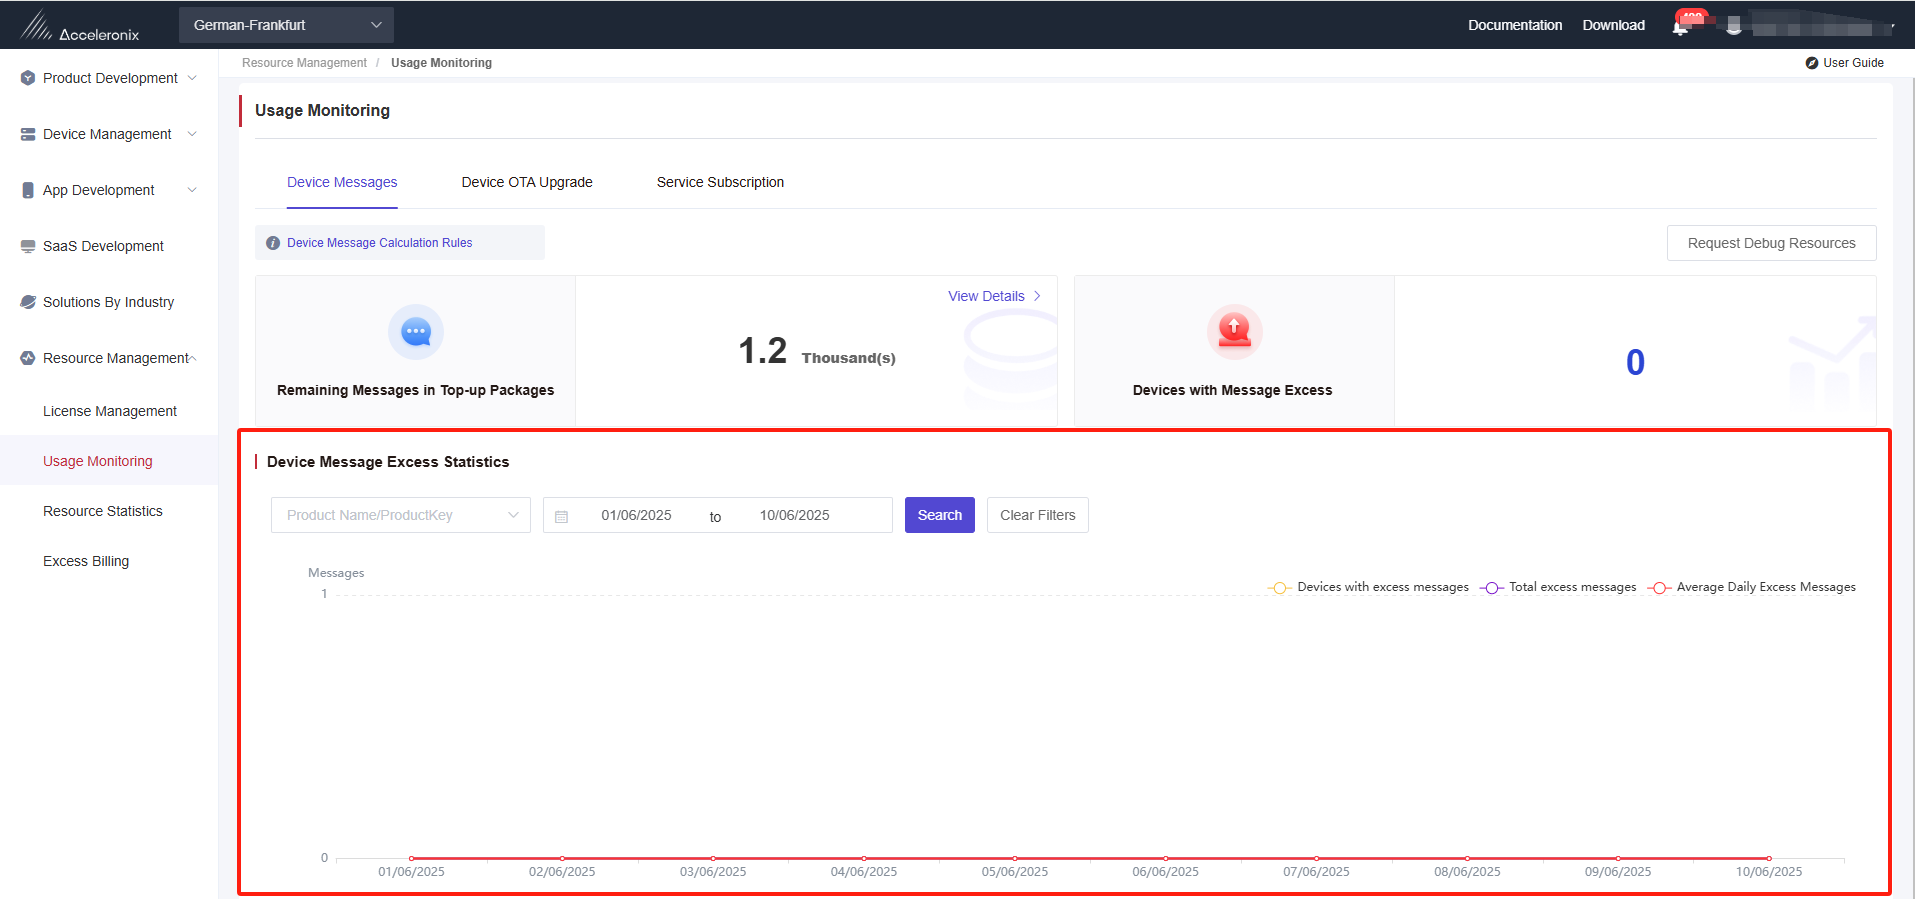 Acceleronix
German-Frankfurt
Documentation
Download
Product Development
Device Management
App Development
SaaS Development
Solutions By Industry
Resource Management
License Management
Usage Monitoring
Resource Statistics
Excess Billing
Resource Management / Usage Monitoring
User Guide
Usage Monitoring
Device Messages
Device OTA Upgrade
Service Subscription
Device Message Calculation Rules
Request Debug Resources
Remaining Messages in Top-up Packages
View Details
1.2 Thousand(s)
Devices with Message Excess
0
Device Message Excess Statistics
Product Name/ProductKey
01/06/2025 to 10/06/2025
Search
Clear Filters
Messages
Devices with excess messages
Total excess messages
Average Daily Excess Messages
1
0
01/06/2025
02/06/2025
03/06/2025
04/06/2025
05/06/2025
06/06/2025
07/06/2025
08/06/2025
09/06/2025
10/06/2025